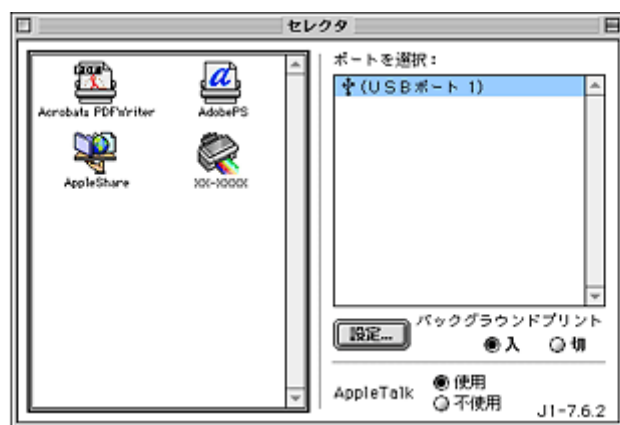 セレクタ
Acrobats PDFWriter
AdobePS
AppleShare
XX-XXXX
ポートを選択：
(USBポート 1)
設定...
バックグラウンドプリント
入
切
AppleTalk
使用
不使用
J1-7.6.2